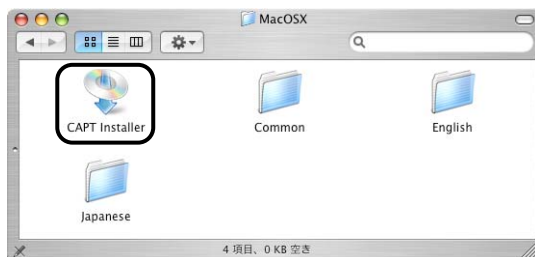 MacOSX
CAPT Installer
Common
English
Japanese
4 項目、0 KB 空き